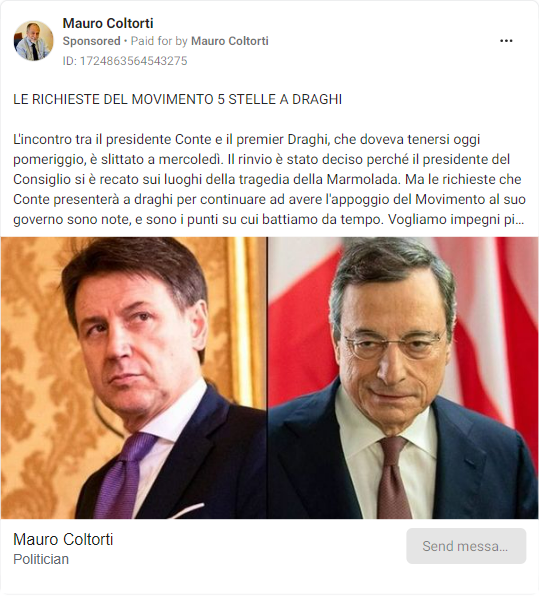 Mauro Coltorti
Sponsored • Paid for by Mauro Coltorti
ID: 1724863564543275
LE RICHIESTE DEL MOVIMENTO 5 STELLE A DRAGHI
L'incontro tra il presidente Conte e il premier Draghi, che doveva tenersi oggi
pomeriggio, è slittato a mercoledì. Il rinvio è stato deciso perché il presidente del
Consiglio si è recato sui luoghi della tragedia della Marmolada. Ma le richieste che
Conte presenterà a draghi per continuare ad avere l'appoggio del Movimento al suo
governo sono note, e sono i punti su cui battiamo da tempo. Vogliamo impegni pi...
Mauro Coltorti
Politician
Send messa...